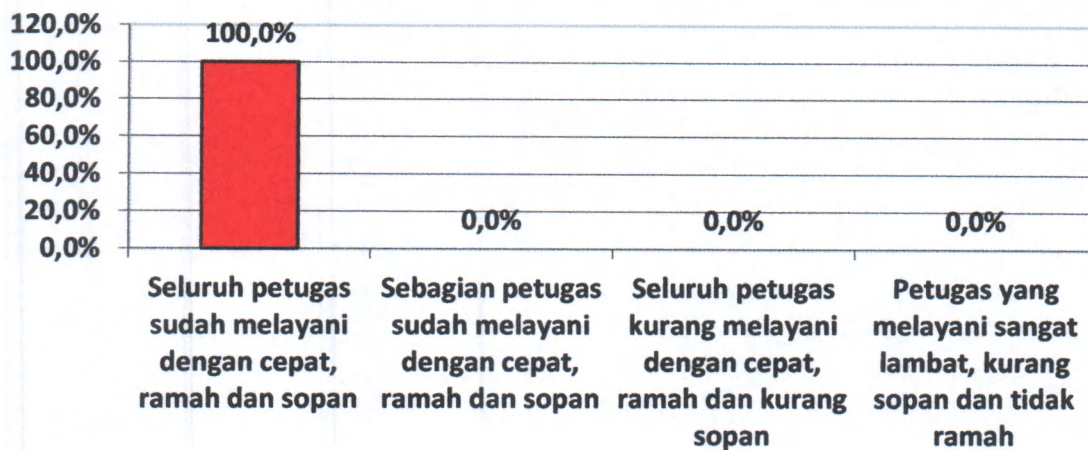 120,0%
100,0%
80,0%
60,0%
40,0%
20,0%
0,0%
100,0%
0,0%
0,0%
0,0%
Seluruh petugas
sudah melayani
dengan cepat,
ramah dan sopan
Sebagian petugas
sudah melayani
dengan cepat,
ramah dan sopan
Seluruh petugas
kurang melayani
dengan cepat,
ramah dan kurang
sopan
Petugas yang
melayani sangat
lambat, kurang
sopan dan tidak
ramah